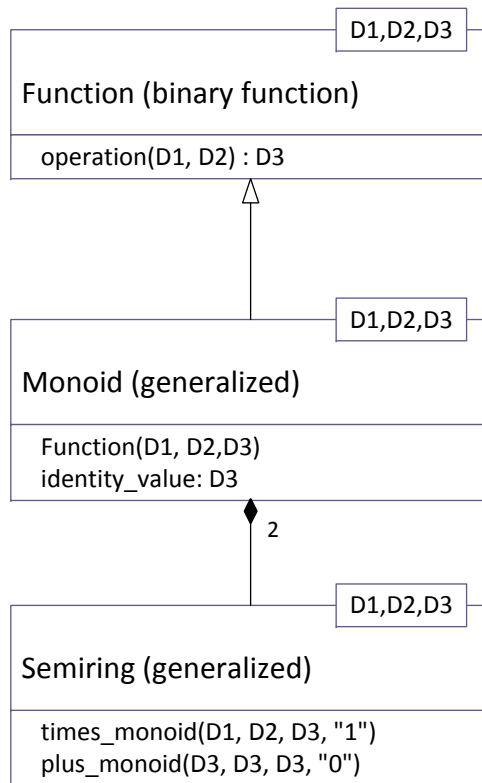 D1,D2,D3
Function (binary function)
operation(D1, D2) : D3
D1,D2,D3
Monoid (generalized)
Function(D1, D2,D3)
identity_value: D3
2
D1,D2,D3
Semiring (generalized)
times_monoid(D1, D2, D3, "1")
plus_monoid(D3, D3, D3, "0")